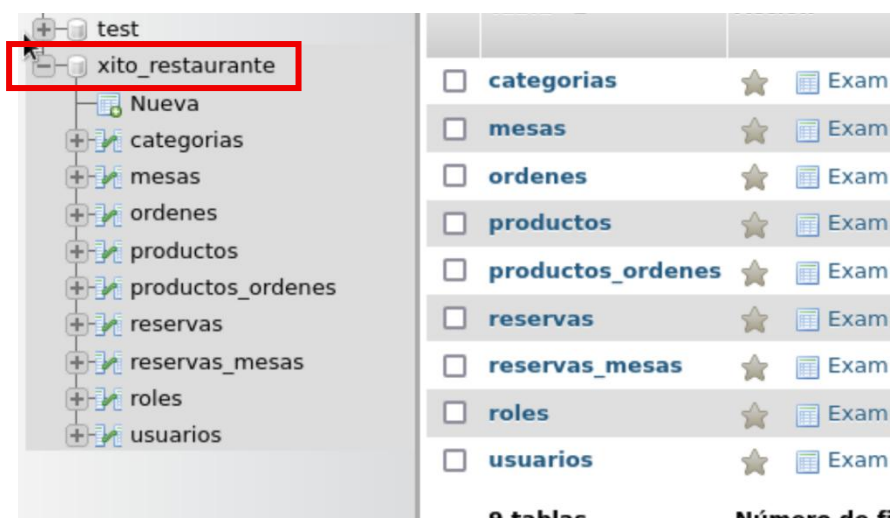 test
xito_restaurante
Nueva
categorias
mesas
ordenes
productos
productos_ordenes
reservas
reservas_mesas
roles
usuarios
categorias Exam
mesas Exam
ordenes Exam
productos Exam
productos_ordenes Exam
reservas Exam
reservas_mesas Exam
roles Exam
usuarios Exam
9 tablas Número de fi